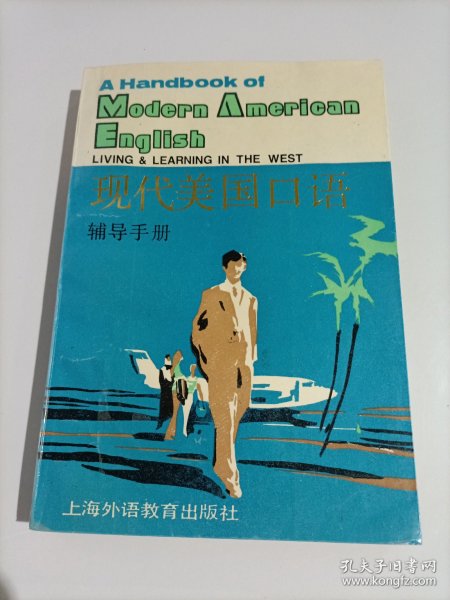 A Handbook of
Modern American
English
LIVING & LEARNING IN THE WEST
现代美国口语
辅导手册
上海外语教育出版社
孔夫子旧书网
www.kongfz.com